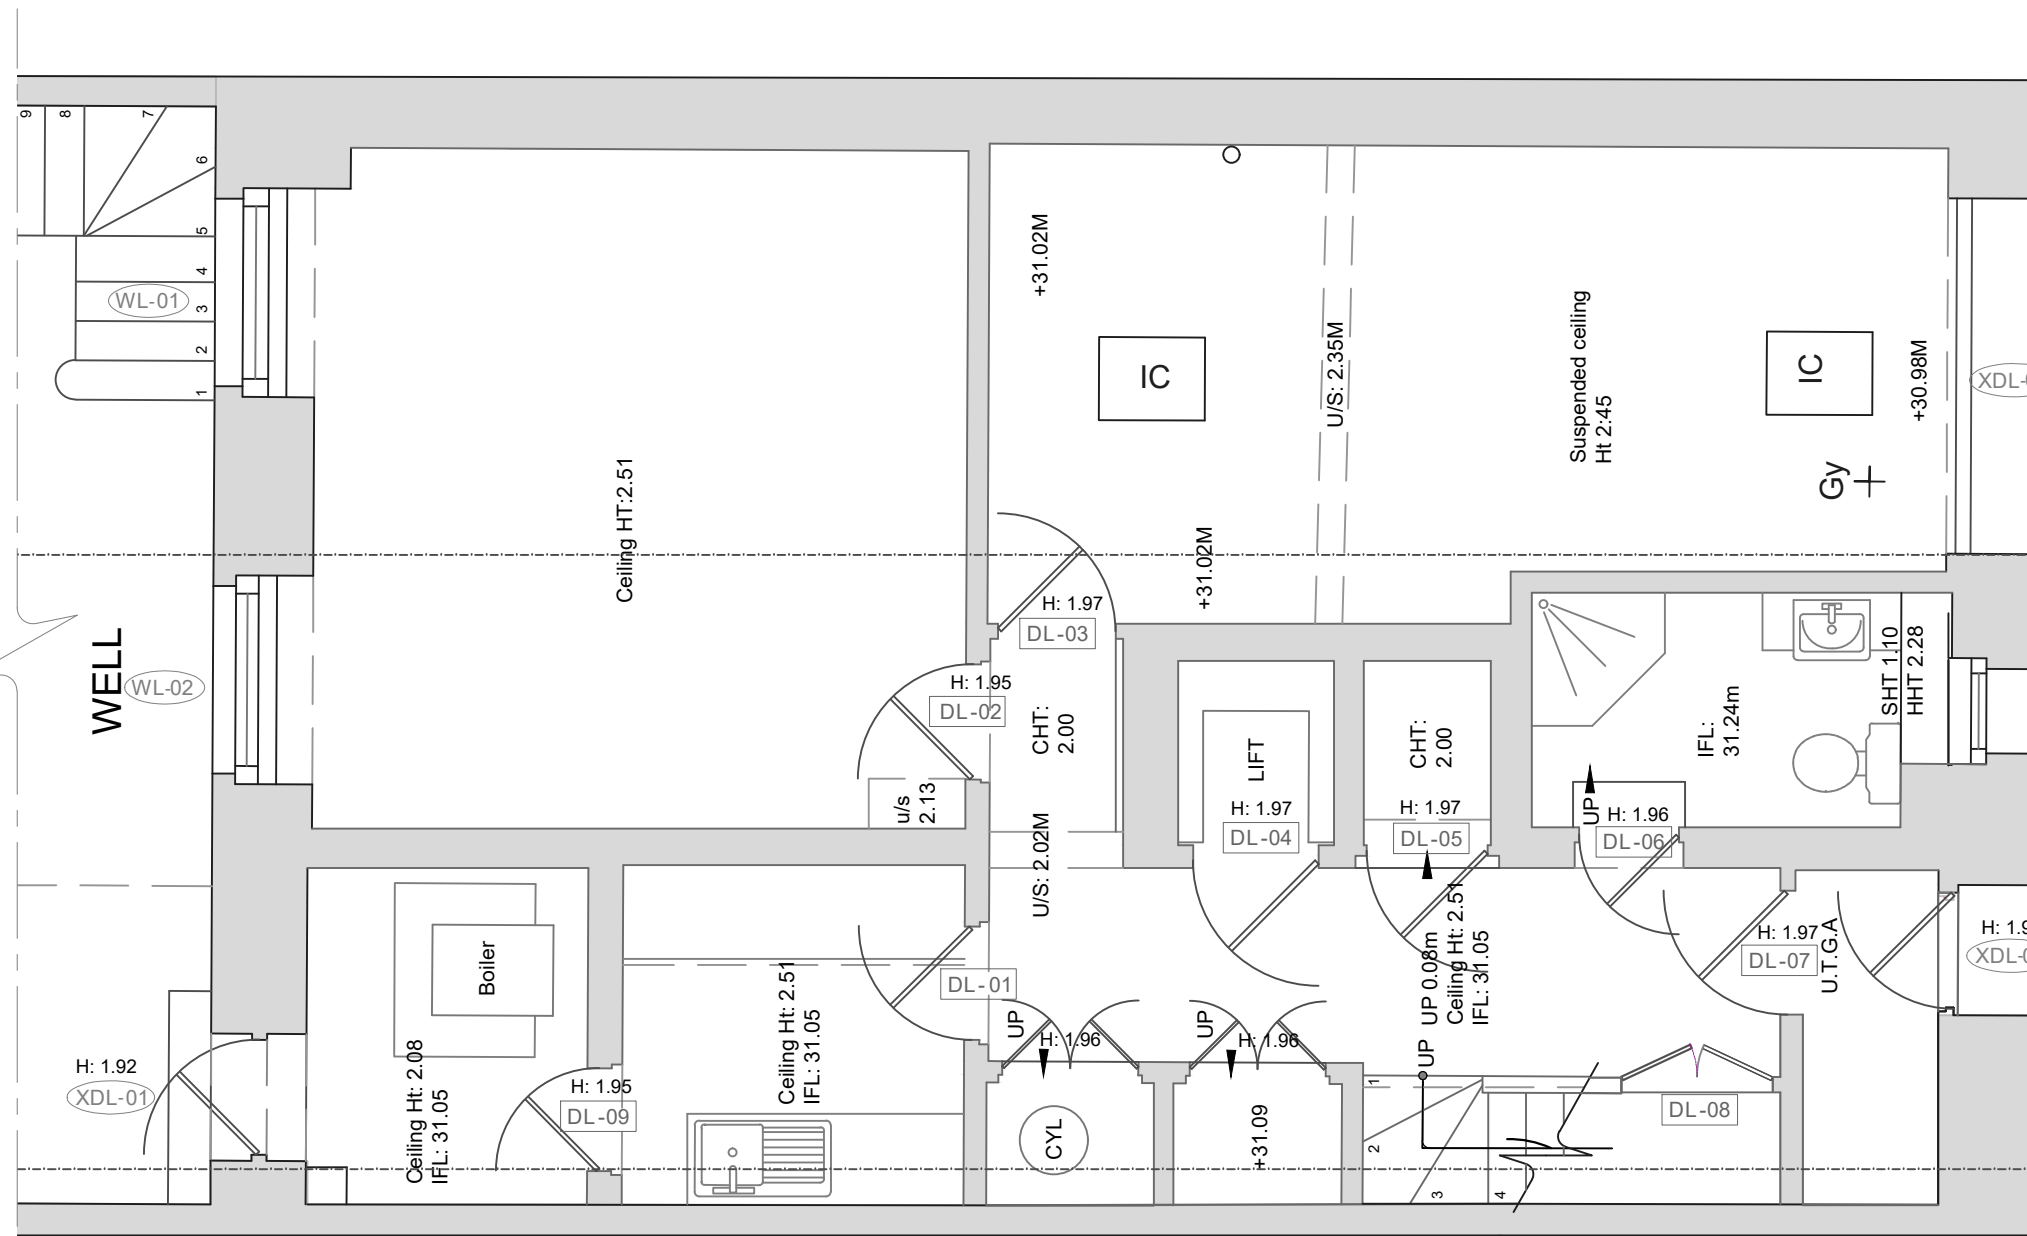 9
8
7
6
5
4
3
2
1
WL-01
WELL
WL-02
H: 1.92
XDL-01
Ceiling HT:2.51
u/s
2.13
H: 1.95
DL-02
+31.02M
IC
U/S: 2.35M
+31.02M
H: 1.97
DL-03
Suspended ceiling
Ht 2:45
IC
+30.98M
Gy
CHT:
2.00
U/S: 2.02M
LIFT
H: 1.97
DL-04
CHT:
2.00
H: 1.97
DL-05
IFL:
31.24m
SHT 1.10
HHT 2.28
UP
H: 1.96
DL-06
H: 1.97
DL-07
U.T.G.A
Boiler
Ceiling Ht: 2.08
IFL: 31.05
H: 1.95
DL-09
Ceiling Ht: 2.51
IFL: 31.05
DL-01
UP
H: 1.96
CYL
UP
H: 1.96
+31.09
UP
UP 0.08m
Ceiling Ht: 2.51
IFL: 31.05
1
2
3
4
DL-08